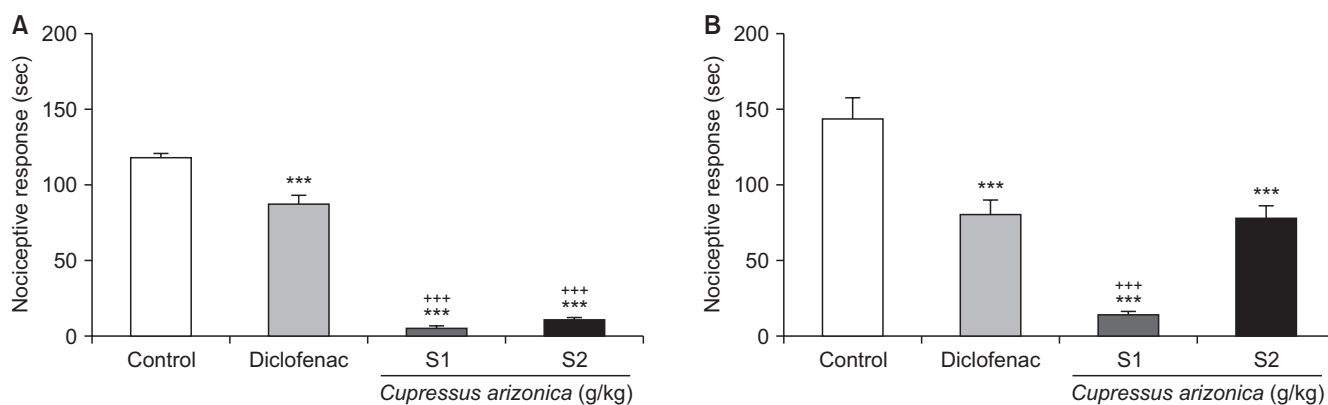 A
Nociceptive response (sec)
200
150
100
50
0
***
+++
***
+++
***
Control
Diclofenac
S1
S2
Cupressus arizonica (g/kg)
B
Nociceptive response (sec)
200
150
100
50
0
***
+++
***
***
Control
Diclofenac
S1
S2
Cupressus arizonica (g/kg)